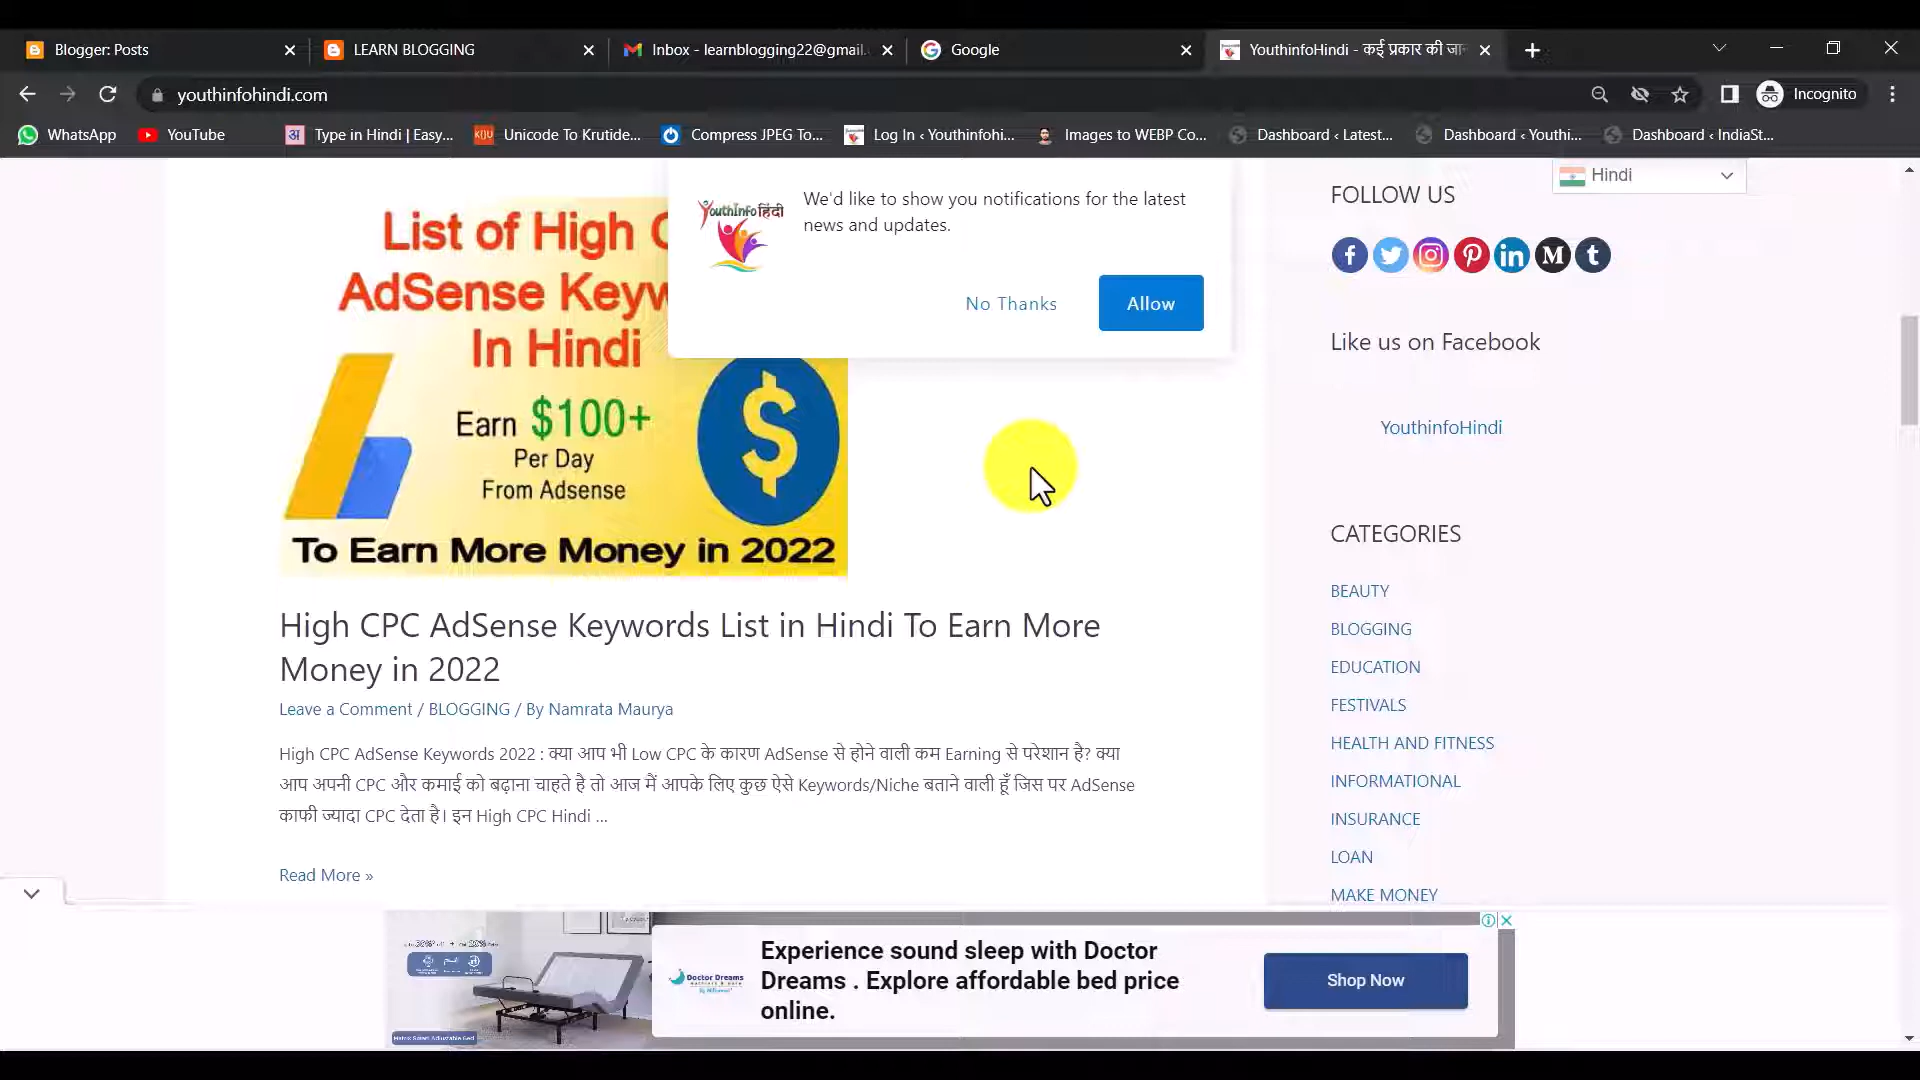 Blogger: Posts
LEARN BLOGGING
Inbox - learnblogging22@gmail.
Google
YouthinfoHindi - कई प्रकार की जान
youthinfohindi.com
Incognito
WhatsApp
YouTube
Type in Hindi | Easy...
Unicode To Krutide...
Compress JPEG To...
Log In ‹ Youthinfohi...
Images to WEBP Co...
Dashboard ‹ Latest...
Dashboard ‹ Youthi...
Dashboard ‹ IndiaSt...
List of High C
AdSense Keyw
In Hindi
Earn $100+
Per Day
From Adsense
To Earn More Money in 2022
YouthInfoहिंदी
We'd like to show you notifications for the latest
news and updates.
No Thanks
Allow
High CPC AdSense Keywords List in Hindi To Earn More
Money in 2022
Leave a Comment / BLOGGING / By Namrata Maurya
High CPC AdSense Keywords 2022 : क्या आप भी Low CPC के कारण AdSense से होने वाली कम Earning से परेशान है? क्या
आप अपनी CPC और कमाई को बढ़ाना चाहते है तो आज मैं आपके लिए कुछ ऐसे Keywords/Niche बताने वाली हूँ जिस पर AdSense
काफी ज्यादा CPC देता है। इन High CPC Hindi ...
Read More »
Hindi
FOLLOW US
Like us on Facebook
YouthinfoHindi
CATEGORIES
BEAUTY
BLOGGING
EDUCATION
FESTIVALS
HEALTH AND FITNESS
INFORMATIONAL
INSURANCE
LOAN
MAKE MONEY
Doctor Dreams
Experience sound sleep with Doctor
Dreams . Explore affordable bed price
online.
Shop Now